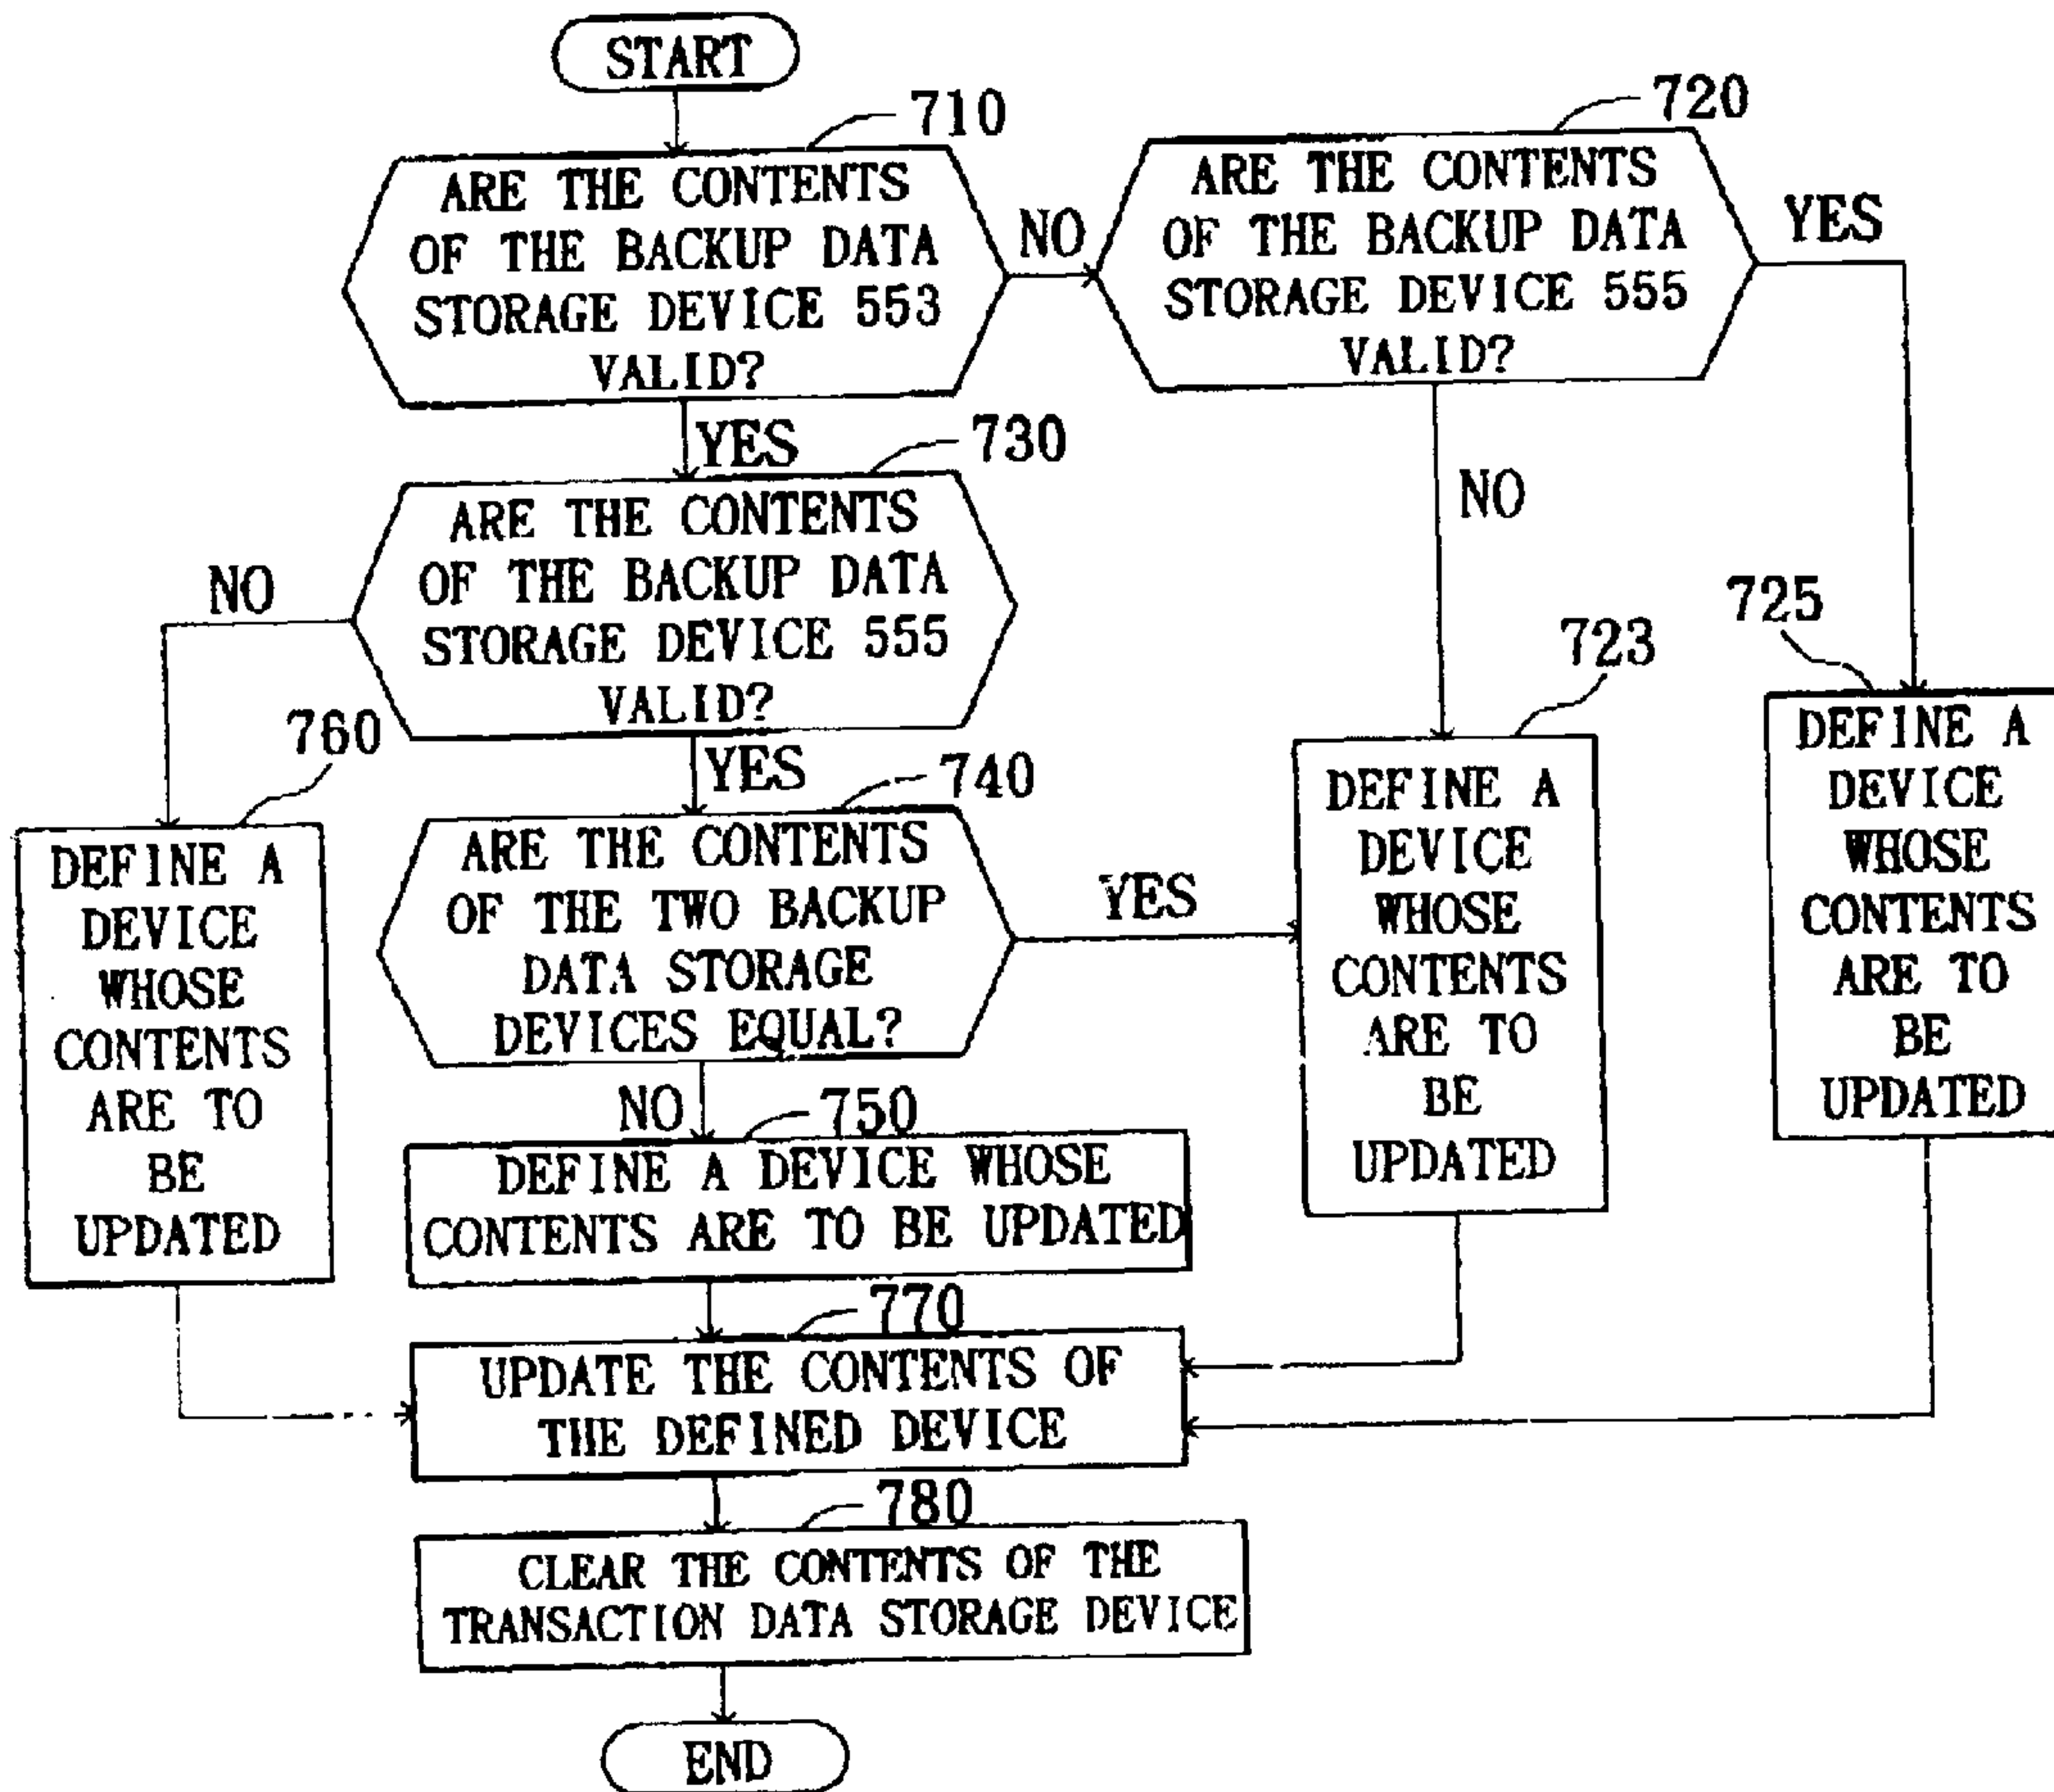 START
710
ARE THE CONTENTS
OF THE BACKUP DATA
STORAGE DEVICE 553
VALID?
NO
720
ARE THE CONTENTS
OF THE BACKUP DATA
STORAGE DEVICE 555
VALID?
YES
YES
730
ARE THE CONTENTS
OF THE BACKUP DATA
STORAGE DEVICE 555
VALID?
NO
NO
YES
760
DEFINE A
DEVICE
WHOSE
CONTENTS
ARE TO
BE
UPDATED
740
ARE THE CONTENTS
OF THE TWO BACKUP
DATA STORAGE
DEVICES EQUAL?
YES
723
DEFINE A
DEVICE
WHOSE
CONTENTS
ARE TO
BE
UPDATED
725
DEFINE A
DEVICE
WHOSE
CONTENTS
ARE TO
BE
UPDATED
NO
750
DEFINE A DEVICE WHOSE
CONTENTS ARE TO BE UPDATED
770
UPDATE THE CONTENTS OF
THE DEFINED DEVICE
780
CLEAR THE CONTENTS OF THE
TRANSACTION DATA STORAGE DEVICE
END